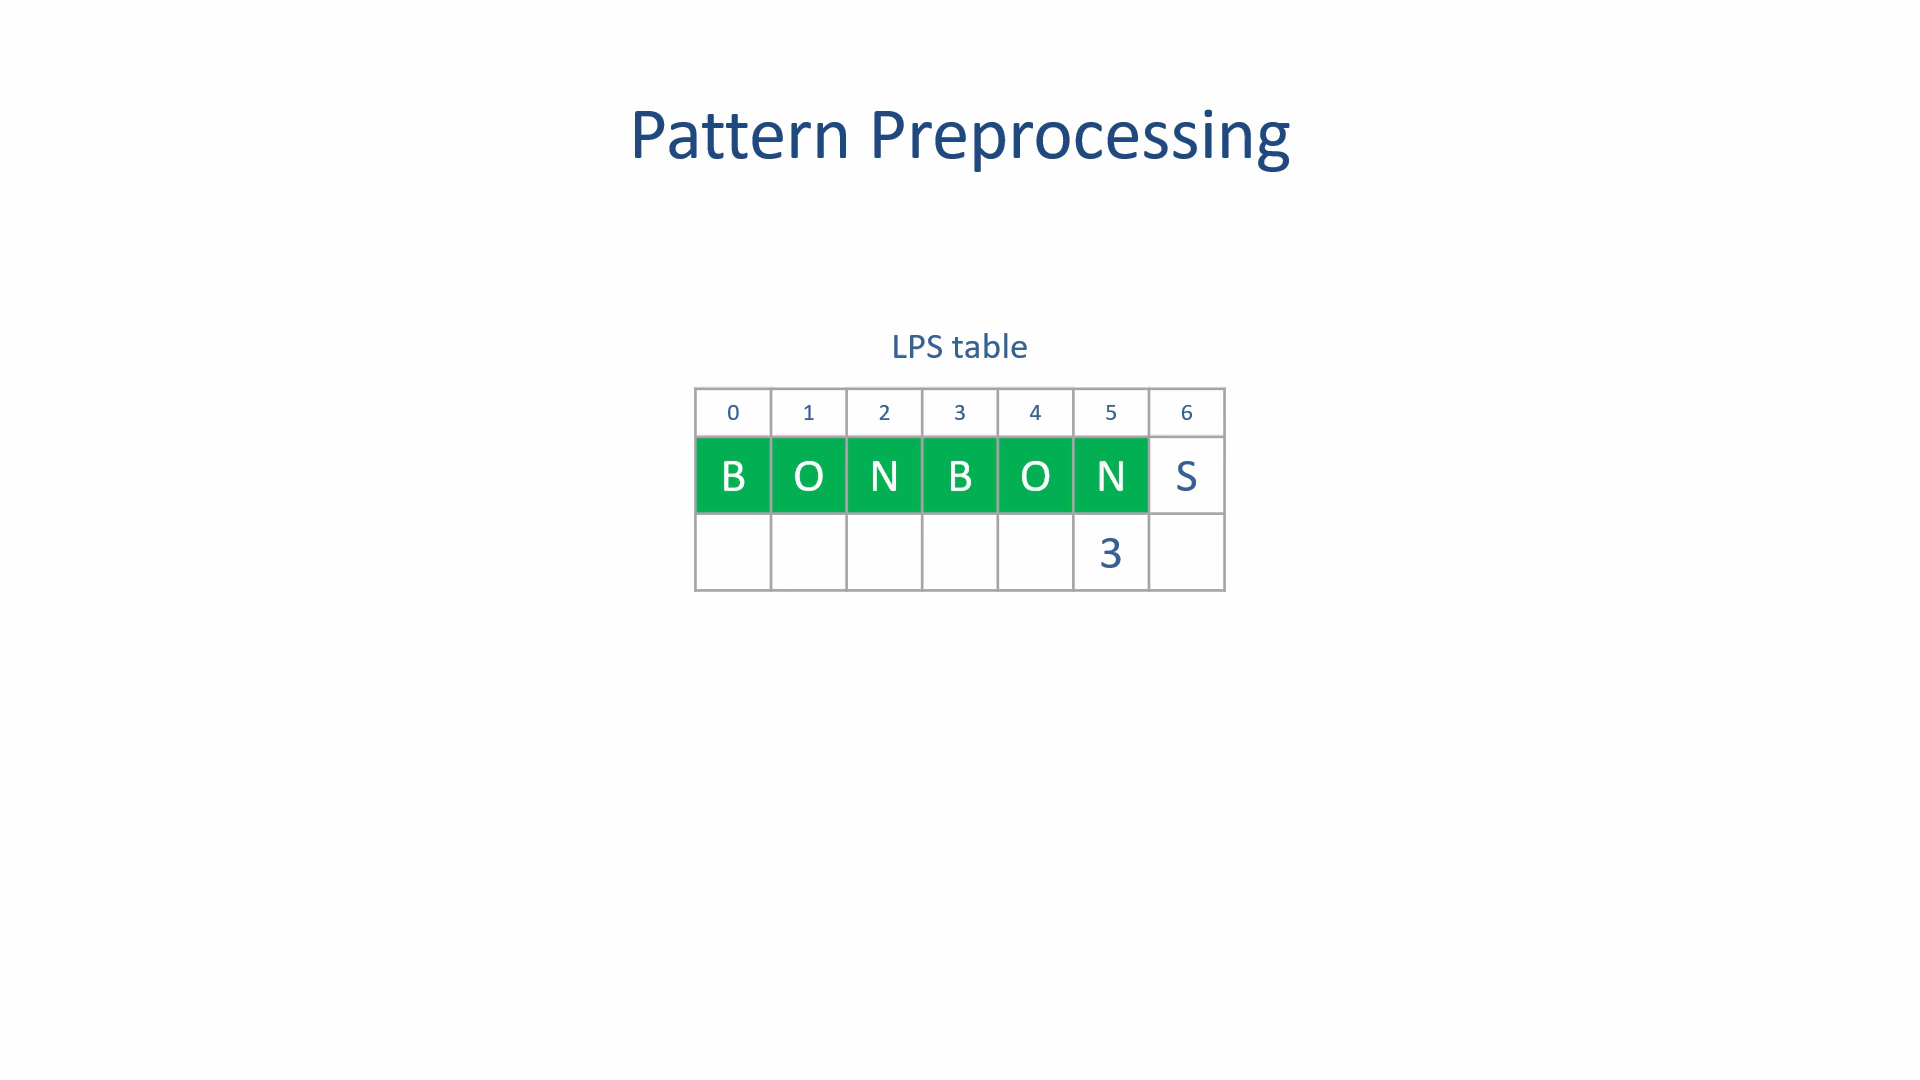 Pattern Preprocessing
LPS table
0 1 2 3 4 5 6
B O N B O N S
3